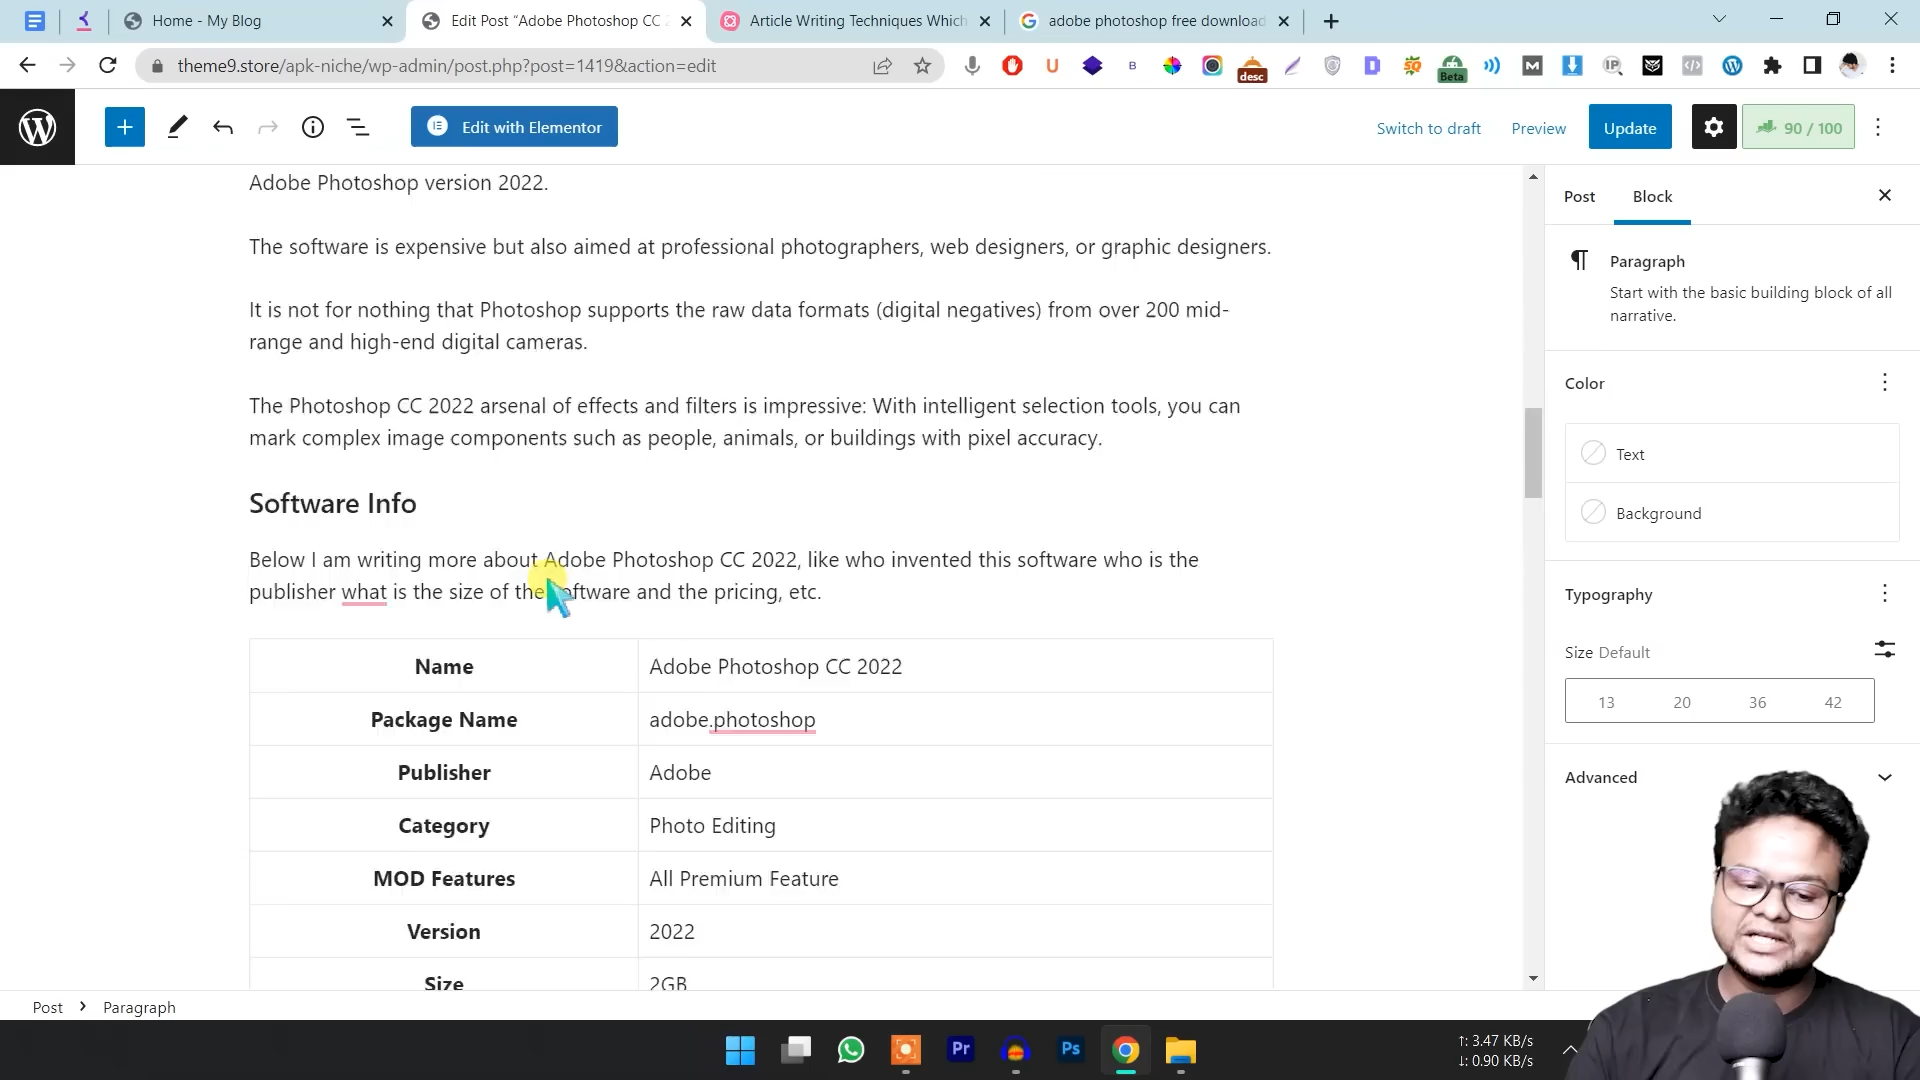 Home - My Blog
Edit Post “Adobe Photoshop CC 2
Article Writing Techniques Which
adobe photoshop free download
theme9.store/apk-niche/wp-admin/post.php?post=1419&action=edit
U
B
desc
D
SQ
Beta
M
IP
Edit with Elementor
Switch to draft
Preview
Update
90 / 100
Adobe Photoshop version 2022.
The software is expensive but also aimed at professional photographers, web designers, or graphic designers.
It is not for nothing that Photoshop supports the raw data formats (digital negatives) from over 200 mid-
range and high-end digital cameras.
The Photoshop CC 2022 arsenal of effects and filters is impressive: With intelligent selection tools, you can
mark complex image components such as people, animals, or buildings with pixel accuracy.
Software Info
Below I am writing more about Adobe Photoshop CC 2022, like who invented this software who is the
publisher what is the size of the software and the pricing, etc.
Name
Adobe Photoshop CC 2022
Package Name
adobe.photoshop
Publisher
Adobe
Category
Photo Editing
MOD Features
All Premium Feature
Version
2022
Size
2GB
Post
Block
Paragraph
Start with the basic building block of all
narrative.
Color
Text
Background
Typography
Size Default
13 20 36 42
Advanced
Post
Paragraph
Pr
Ps
↑: 3.47 KB/s
↓: 0.90 KB/s